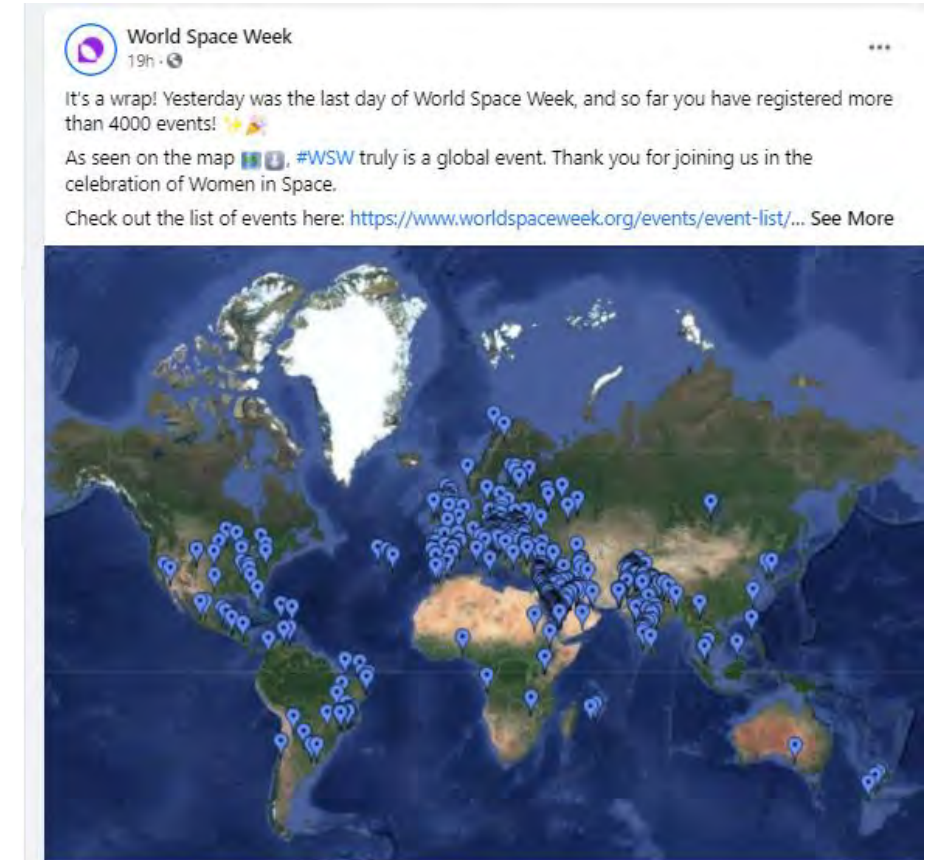 World Space Week
19h ·
It's a wrap! Yesterday was the last day of World Space Week, and so far you have registered more
than 4000 events! ✨🎉
As seen on the map 🗺️⬇️, #WSW truly is a global event. Thank you for joining us in the
celebration of Women in Space.
Check out the list of events here: https://www.worldspaceweek.org/events/event-list/... See More